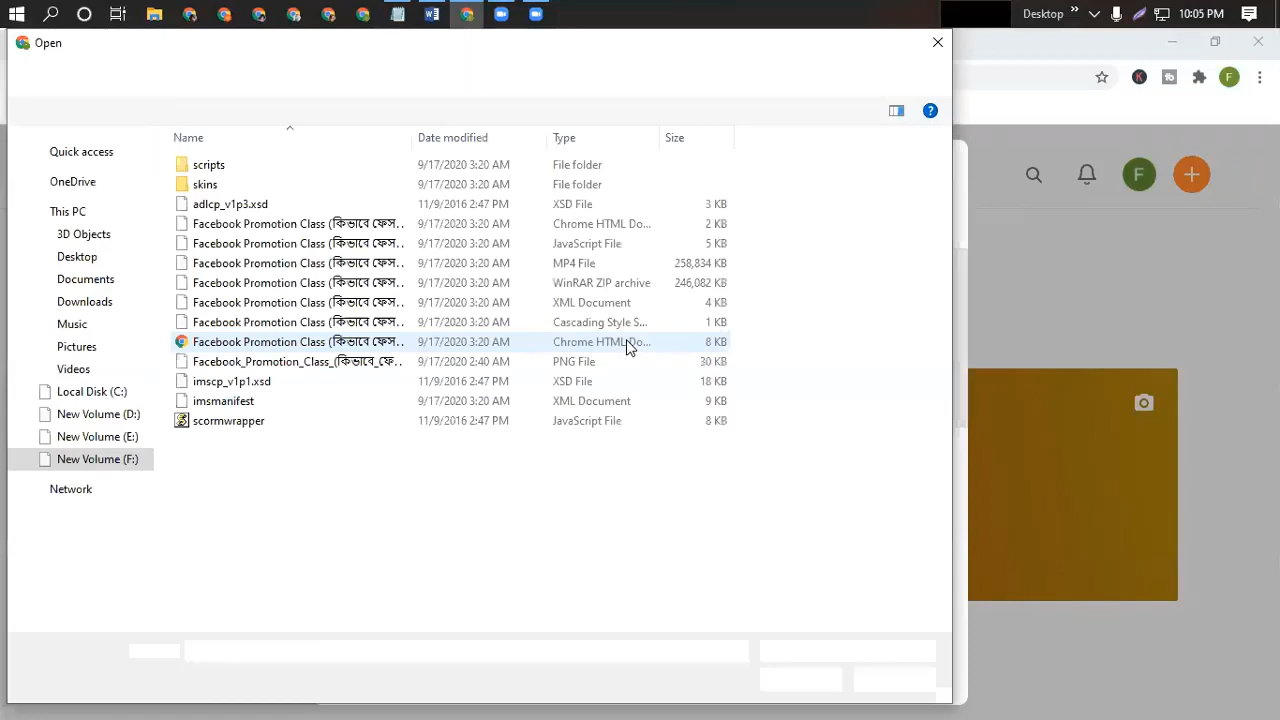 Desktop
10:05 PM
Open
K
F
Name
Date modified
Type
Size
Quick access
OneDrive
This PC
3D Objects
Desktop
Documents
Downloads
Music
Pictures
Videos
Local Disk (C:)
New Volume (D:)
New Volume (E:)
New Volume (F:)
Network
scripts 9/17/2020 3:20 AM File folder
skins 9/17/2020 3:20 AM File folder
adlcp_v1p3.xsd 11/9/2016 2:47 PM XSD File 3 KB
Facebook Promotion Class (কিভাবে ফেস... 9/17/2020 3:20 AM Chrome HTML Do... 2 KB
Facebook Promotion Class (কিভাবে ফেস... 9/17/2020 3:20 AM JavaScript File 5 KB
Facebook Promotion Class (কিভাবে ফেস... 9/17/2020 3:20 AM MP4 File 258,834 KB
Facebook Promotion Class (কিভাবে ফেস... 9/17/2020 3:20 AM WinRAR ZIP archive 246,082 KB
Facebook Promotion Class (কিভাবে ফেস... 9/17/2020 3:20 AM XML Document 4 KB
Facebook Promotion Class (কিভাবে ফেস... 9/17/2020 3:20 AM Cascading Style S... 1 KB
Facebook Promotion Class (কিভাবে ফেস... 9/17/2020 3:20 AM Chrome HTML Do... 8 KB
Facebook_Promotion_Class_(কিভাবে_ফে... 9/17/2020 2:40 AM PNG File 30 KB
imscp_v1p1.xsd 11/9/2016 2:47 PM XSD File 18 KB
imsmanifest 9/17/2020 3:20 AM XML Document 9 KB
scormwrapper 11/9/2016 2:47 PM JavaScript File 8 KB
F